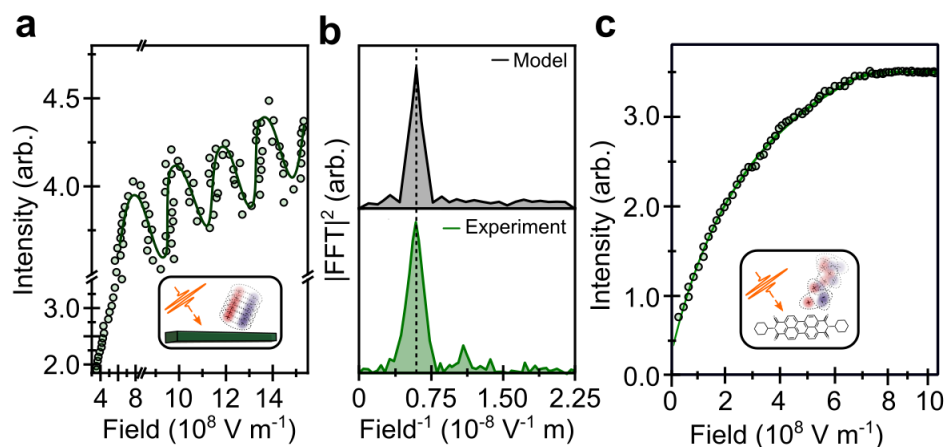 a
b
c
Intensity (arb.)
4.5
4.0
3.0
2.0
4
8
10
12
14
Field (10⁸ V m⁻¹)
|FFT|² (arb.)
Model
Experiment
0
0.75
1.50
2.25
Field⁻¹ (10⁻⁸ V⁻¹ m)
Intensity (arb.)
3.0
2.0
1.0
0.0
0
2
4
6
8
10
Field (10⁸ V m⁻¹)